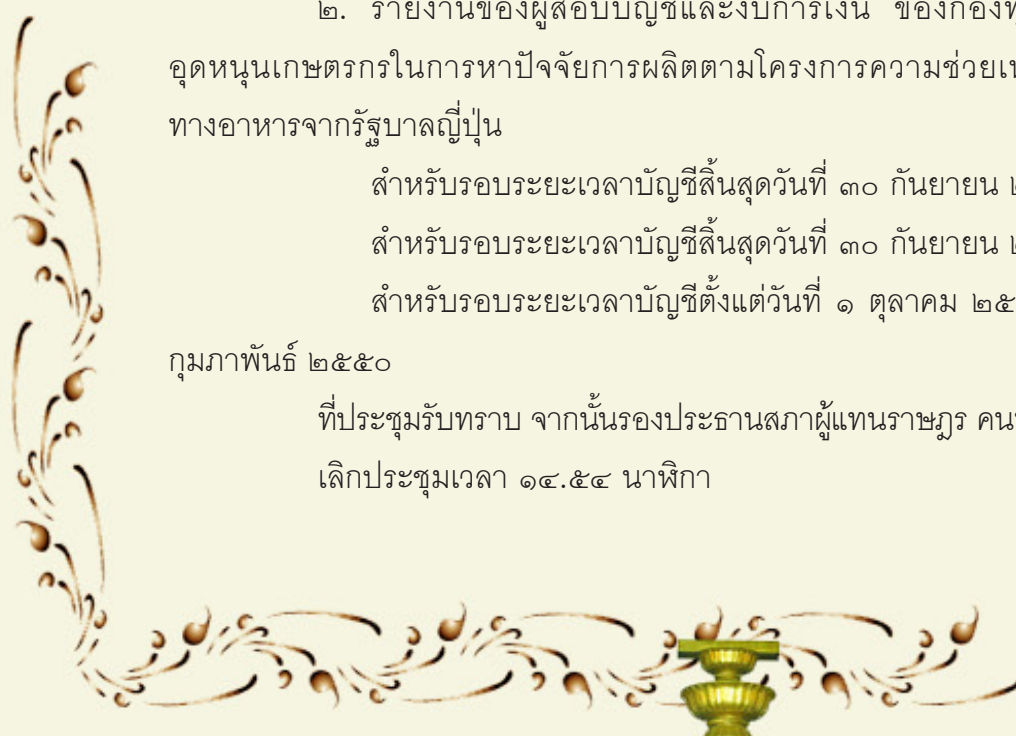 ๒. รายงานของผู้สอบบัญชีและงบการเงิน ของกองทุ
อุดหนุนเกษตรกรในการหาปัจจัยการผลิตตามโครงการความช่วยเห
ทางอาหารจากรัฐบาลญี่ปุ่น
สำหรับรอบระยะเวลาบัญชีสิ้นสุดวันที่ ๓๐ กันยายน ๒
สำหรับรอบระยะเวลาบัญชีสิ้นสุดวันที่ ๓๐ กันยายน ๒
สำหรับรอบระยะเวลาบัญชีตั้งแต่วันที่ ๑ ตุลาคม ๒๕
กุมภาพันธ์ ๒๕๕๐
ที่ประชุมรับทราบ จากนั้นรองประธานสภาผู้แทนราษฎร คน
เลิกประชุมเวลา ๑๔.๕๔ นาฬิกา